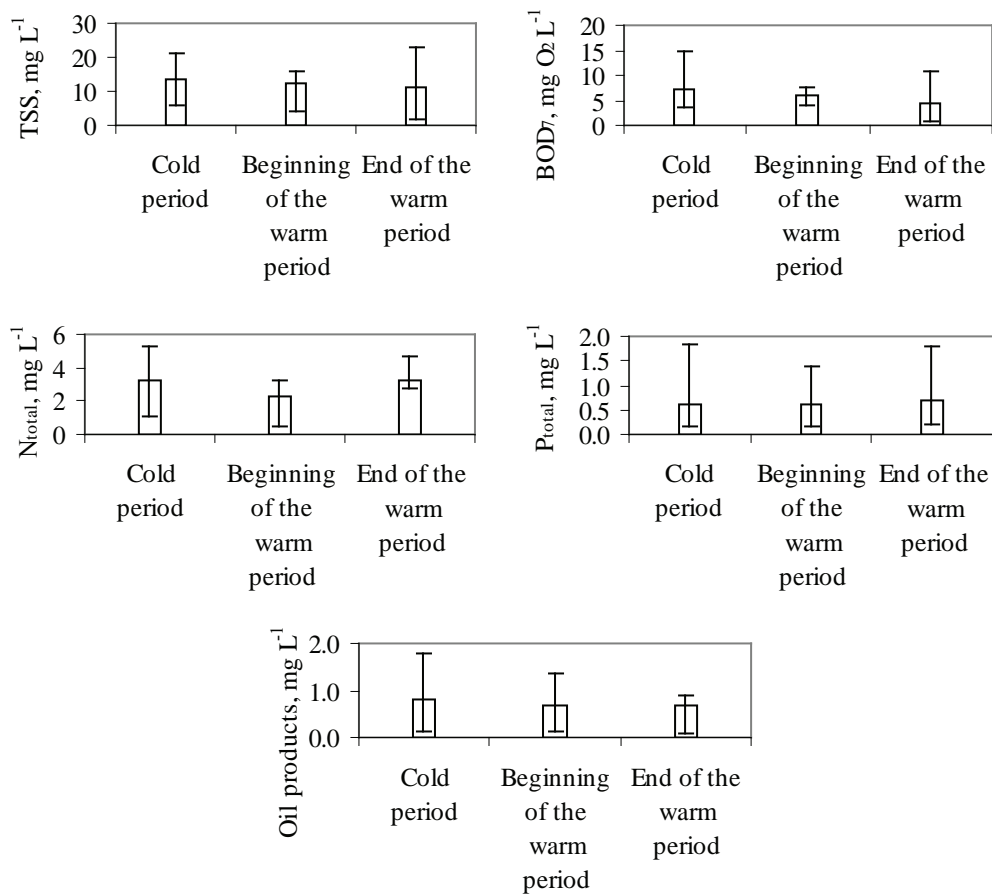 TSS, mg L-1
30
20
10
0
Cold
period
Beginning
of the
warm
period
End of the
warm
period
BOD7, mg O2 L-1
20
15
10
5
0
Cold
period
Beginning
of the
warm
period
End of the
warm
period
Ntotal, mg L-1
6
4
2
0
Cold
period
Beginning
of the
warm
period
End of the
warm
period
Ptotal, mg L-1
2.0
1.5
1.0
0.5
0.0
Cold
period
Beginning
of the
warm
period
End of the
warm
period
Oil products, mg L-1
2.0
1.0
0.0
Cold
period
Beginning
of the
warm
period
End of the
warm
period